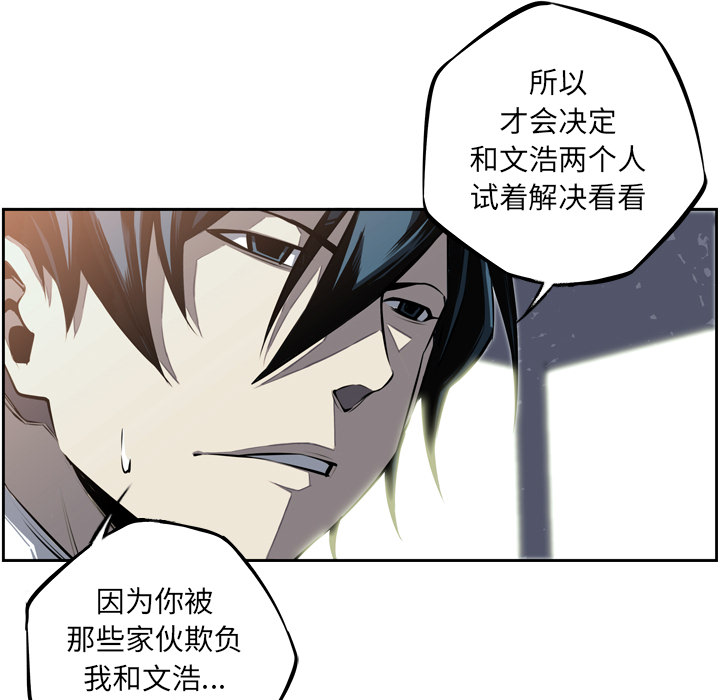 所以
才会决定
和文浩两个人
试着解决看看
因为你被
那些家伙欺负
我和文浩…